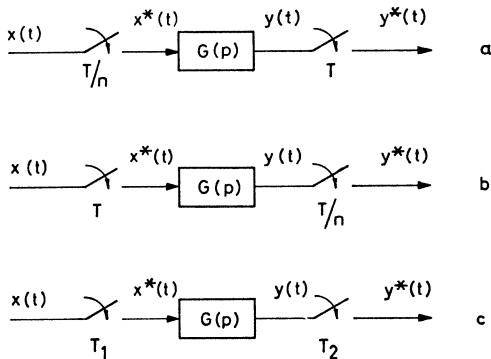 x(t) x*(t) G(p) y(t) y*(t) a
T/n T
x(t) x*(t) G(p) y(t) y*(t) b
T T/n
x(t) x*(t) G(p) y(t) y*(t) c
T1 T2